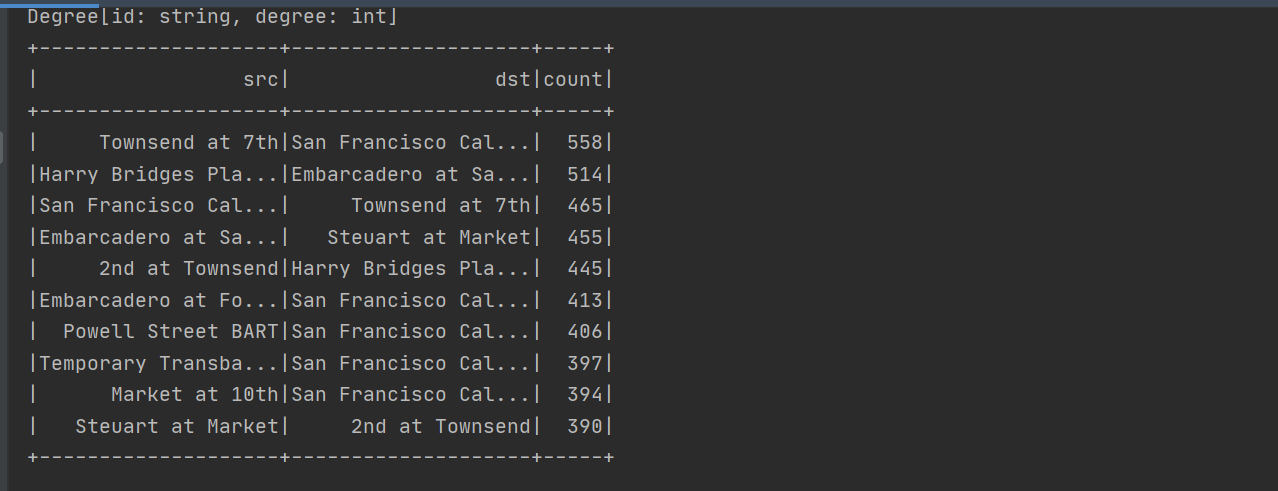 Degree[id: string, degree: int]
+--------------------+--------------------+-----+
|                 src|                 dst|count|
+--------------------+--------------------+-----+
|     Townsend at 7th|San Francisco Cal...|  558|
|Harry Bridges Pla...|Embarcadero at Sa...|  514|
|San Francisco Cal...|     Townsend at 7th|  465|
|Embarcadero at Sa...|   Steuart at Market|  455|
|     2nd at Townsend|Harry Bridges Pla...|  445|
|Embarcadero at Fo...|San Francisco Cal...|  413|
|  Powell Street BART|San Francisco Cal...|  406|
|Temporary Transba...|San Francisco Cal...|  397|
|      Market at 10th|San Francisco Cal...|  394|
|   Steuart at Market|     2nd at Townsend|  390|
+--------------------+--------------------+-----+